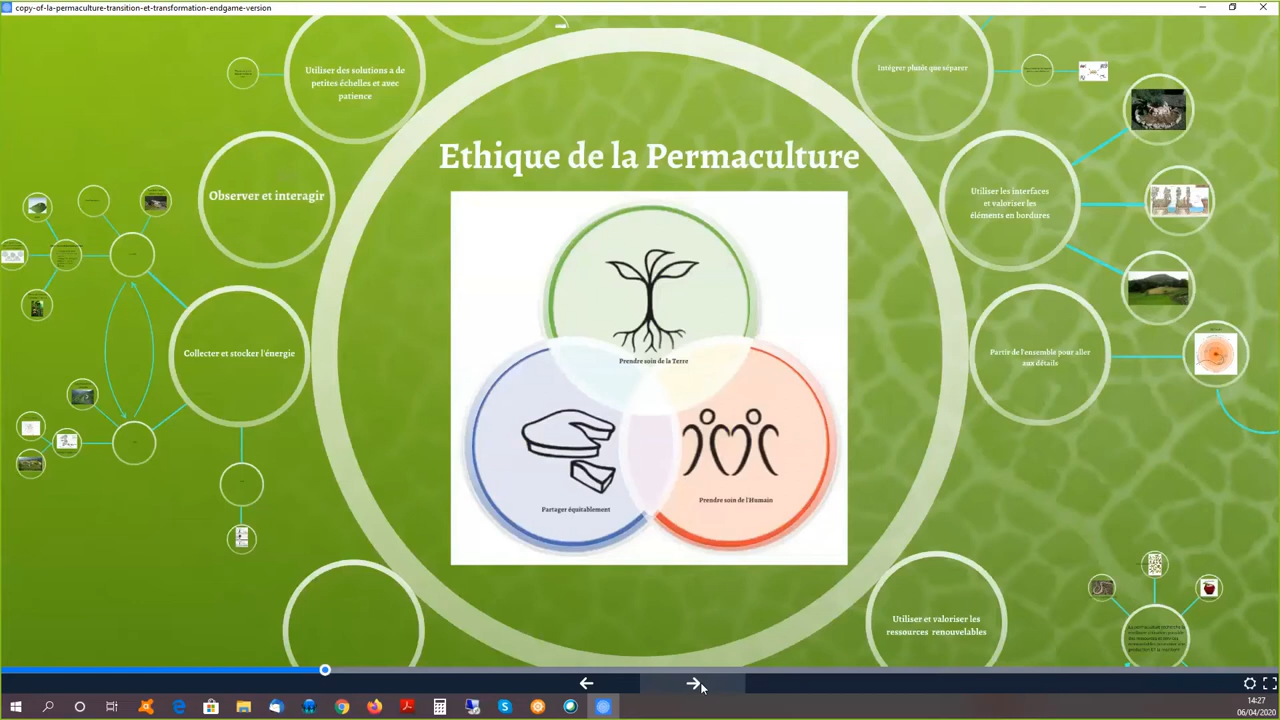 copy-of-la-permaculture-transition-et-transformation-endgame-version
Utiliser des solutions a de
petites échelles et avec
patience
Intégrer plutôt que séparer
Ethique de la Permaculture
Observer et interagir
Utiliser les interfaces
et valoriser les
éléments en bordures
Collecter et stocker l'énergie
Partir de l'ensemble pour aller
aux détails
Prendre soin de la Terre
Prendre soin de l'Humain
Partager équitablement
Utiliser et valoriser les
ressources renouvelables
14:27
06/04/2020